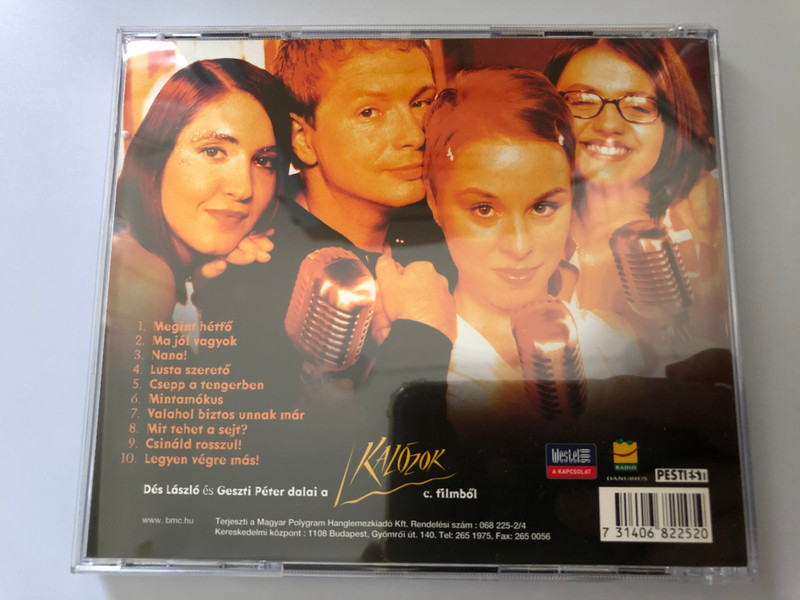 1. Megint hétfő
2. Ma jól vagyok
3. Nana!
4. Lusta szerető
5. Csepp a tengerben
6. Mintamókus
7. Valahol biztos unnak már
8. Mit tehet a sejt?
9. Csináld rosszul!
10. Legyen végre más!
Dés László és Geszti Péter dalai a
KALÓZOK
c. filmből
Westel 900
A KAPCSOLAT
RÁDIÓ
DANUBIUS
PESTI EST
www. bmc.hu
Terjeszti a Magyar Polygram Hanglemezkiadó Kft. Rendelési szám : 068 225-2/4
Kereskedelmi központ : 1108 Budapest, Gyömrői út. 140. Tel: 265 1975, Fax: 265 0056
7 31406 822520